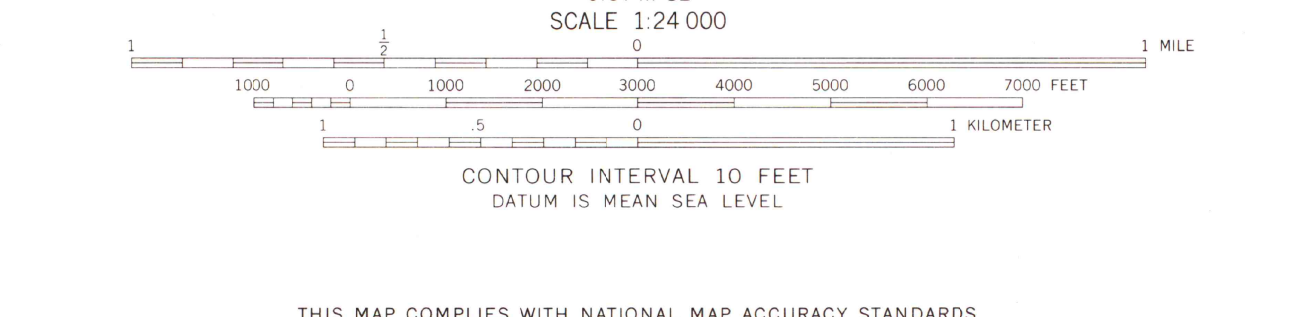 SCALE 1:24 000
1 1/2 0 1 MILE
1000 0 1000 2000 3000 4000 5000 6000 7000 FEET
1 .5 0 1 KILOMETER
CONTOUR INTERVAL 10 FEET
DATUM IS MEAN SEA LEVEL
THIS MAP COMPLIES WITH NATIONAL MAP ACCURACY STANDARDS